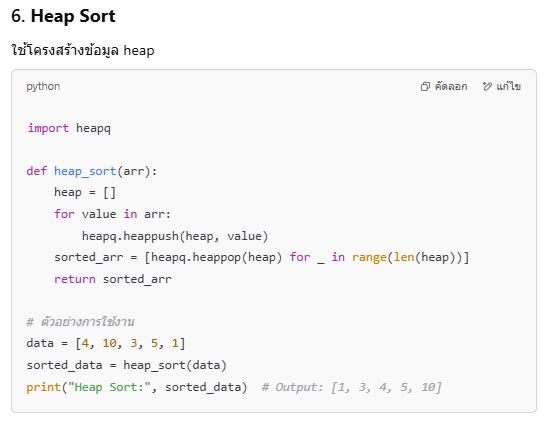 6. Heap Sort
ใช้โครงสร้างข้อมูล heap
python
คัดลอก
แก้ไข
import heapq
def heap_sort(arr):
    heap = []
    for value in arr:
        heapq.heappush(heap, value)
    sorted_arr = [heapq.heappop(heap) for _ in range(len(heap))]
    return sorted_arr
# ตัวอย่างการใช้งาน
data = [4, 10, 3, 5, 1]
sorted_data = heap_sort(data)
print("Heap Sort:", sorted_data)  # Output: [1, 3, 4, 5, 10]